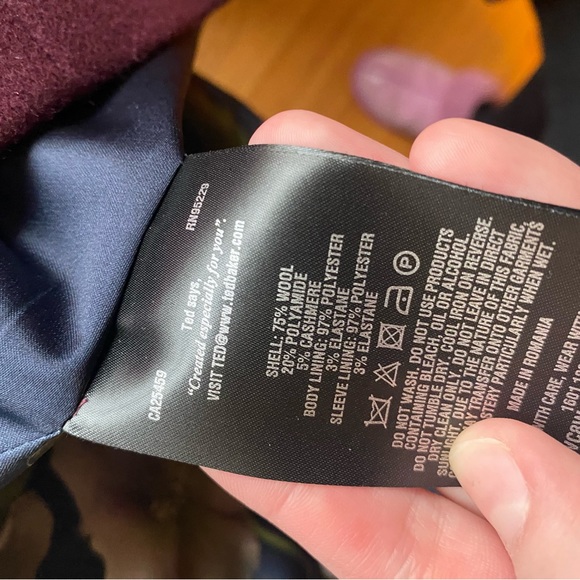 RN95229
Ted says,
"Created especially for you".
VISIT TED@www.tedbaker.com
CA25459
SHELL: 75% WOOL
20% POLYAMIDE
5% CASHMERE
BODY LINING: 97% POLYESTER
3% ELASTANE
SLEEVE LINING: 97% POLYESTER
3% ELASTANE
P
DO NOT WASH. DO NOT USE PRODUCTS
CONTAINING BLEACH, OIL OR ALCOHOL.
DO NOT TUMBLE DRY. COOL IRON ON REVERSE.
DRY CLEAN ONLY. DO NOT LEAVE IN DIRECT
SUNLIGHT. DUE TO THE NATURE OF THIS FABRIC,
TRANSFER ONTO OTHER GARMENTS
PARTICULARLY WHEN WET.
MADE IN ROMANIA
WITH CARE, WEAR
100%